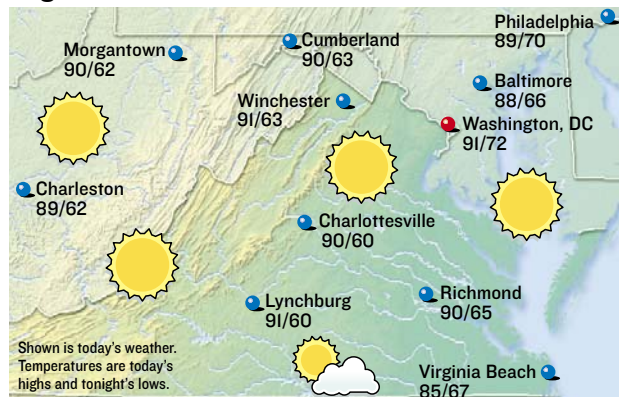 Philadelphia
89/70
Morgantown
90/62
Cumberland
90/63
Baltimore
88/66
Winchester
91/63
Washington, DC
91/72
Charleston
89/62
Charlottesville
90/60
Lynchburg
91/60
Richmond
90/65
Shown is today's weather.
Temperatures are today's
highs and tonight's lows.
Virginia Beach
85/67